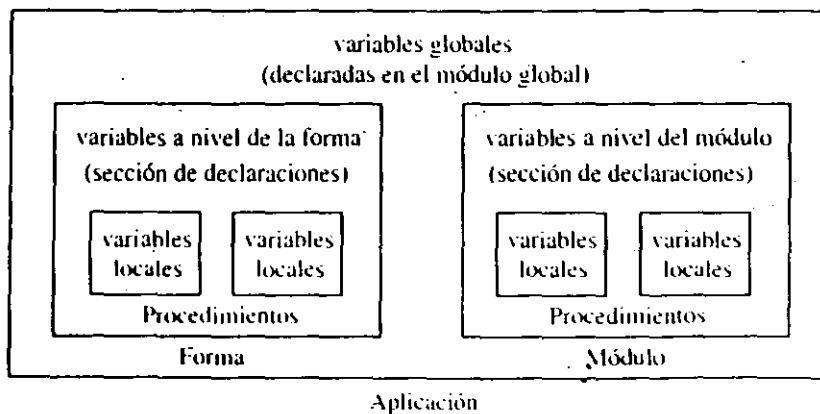 variables globales
(declaradas en el módulo global)
variables a nivel de la forma
(sección de declaraciones)
variables
locales
variables
locales
Procedimientos
Forma
variables a nivel del módulo
(sección de declaraciones)
variables
locales
variables
locales
Procedimientos
Módulo
Aplicación